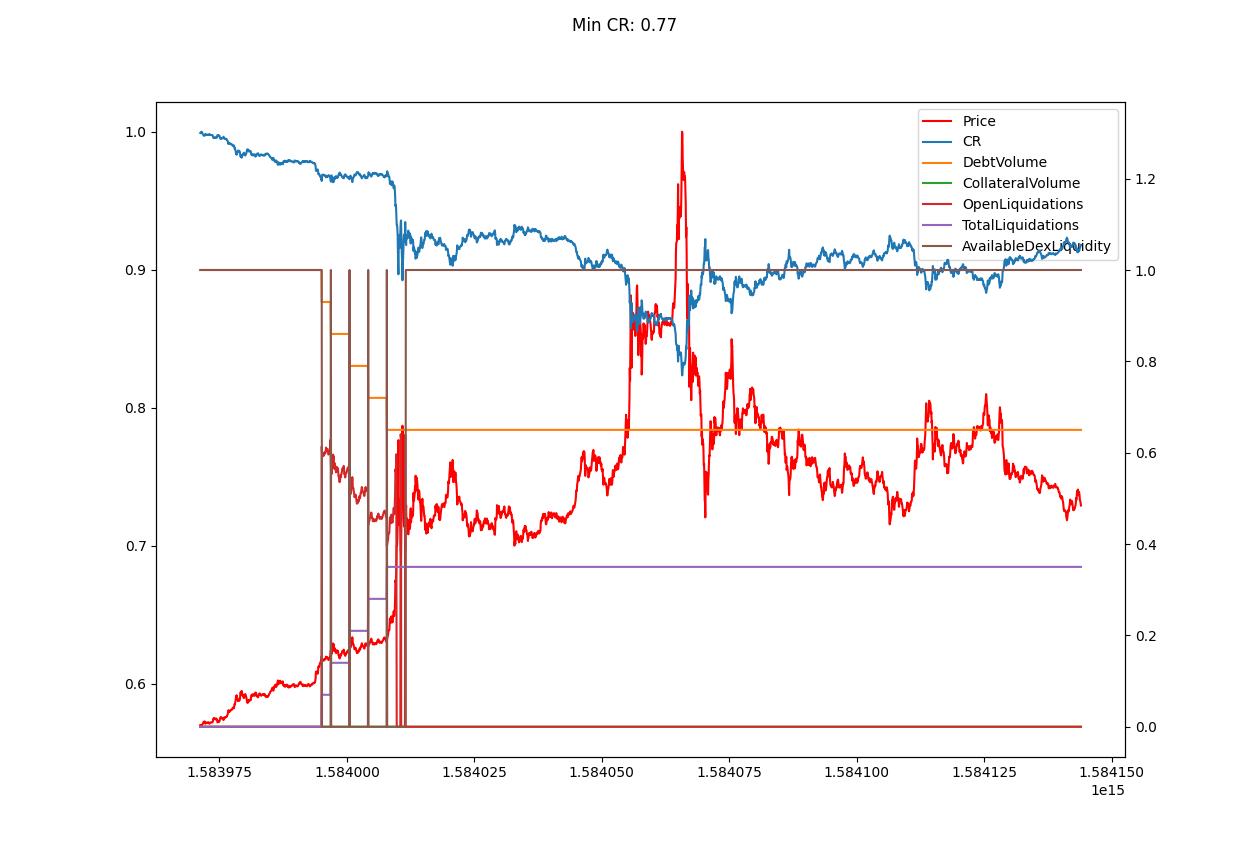 Min CR: 0.77
1.0
0.9
0.8
0.7
0.6
Price
CR
DebtVolume
CollateralVolume
OpenLiquidations
TotalLiquidations
AvailableDexLiquidity
1.2
1.0
0.8
0.6
0.4
0.2
0.0
1.583975 1.584000 1.584025 1.584050 1.584075 1.584100 1.584125 1.584150
1e15